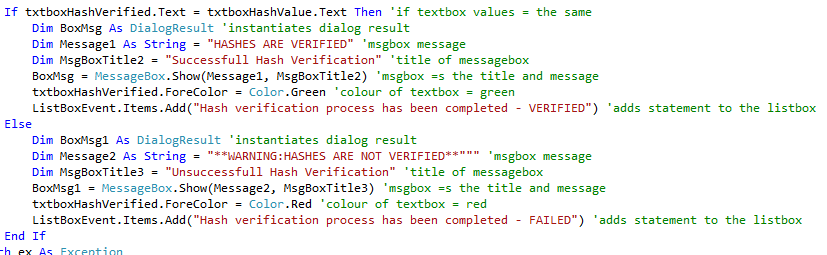 If txtboxHashVerified.Text = txtboxHashValue.Text Then 'if textbox values = the same
Dim BoxMsg As DialogResult 'instantiates dialog result
Dim Message1 As String = "HASHES ARE VERIFIED" 'msgbox message
Dim MsgBoxTitle2 = "Successfull Hash Verification" 'title of messagebox
BoxMsg = MessageBox.Show(Message1, MsgBoxTitle2) 'msgbox =s the title and message
txtboxHashVerified.ForeColor = Color.Green 'colour of textbox = green
ListBoxEvent.Items.Add("Hash verification process has been completed - VERIFIED") 'adds statement to the listbox
Else
Dim BoxMsg1 As DialogResult 'instantiates dialog result
Dim Message2 As String = "**WARNING:HASHES ARE NOT VERIFIED**""" 'msgbox message
Dim MsgBoxTitle3 = "Unsuccessfull Hash Verification" 'title of messagebox
BoxMsg1 = MessageBox.Show(Message2, MsgBoxTitle3) 'msgbox =s the title and message
txtboxHashVerified.ForeColor = Color.Red 'colour of textbox = red
ListBoxEvent.Items.Add("Hash verification process has been completed - FAILED") 'adds statement to the listbox
End If
ch ex As Exception